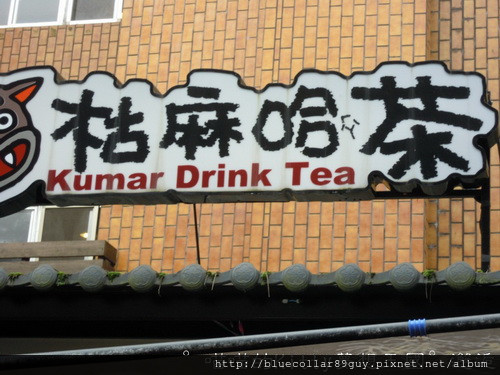 枯麻哈茶
Kumar Drink Tea
http://bluecollar89guy.pixnet.net/album